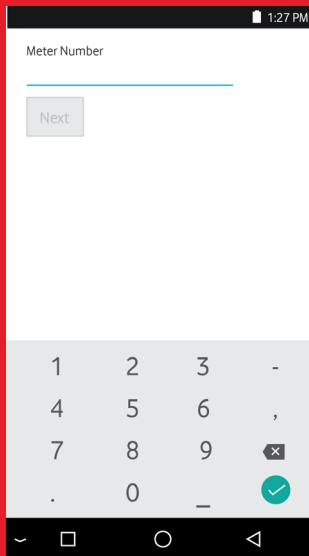 1:27 PM
Meter Number
Next
1 2 3 -
4 5 6 ,
7 8 9
. 0 _